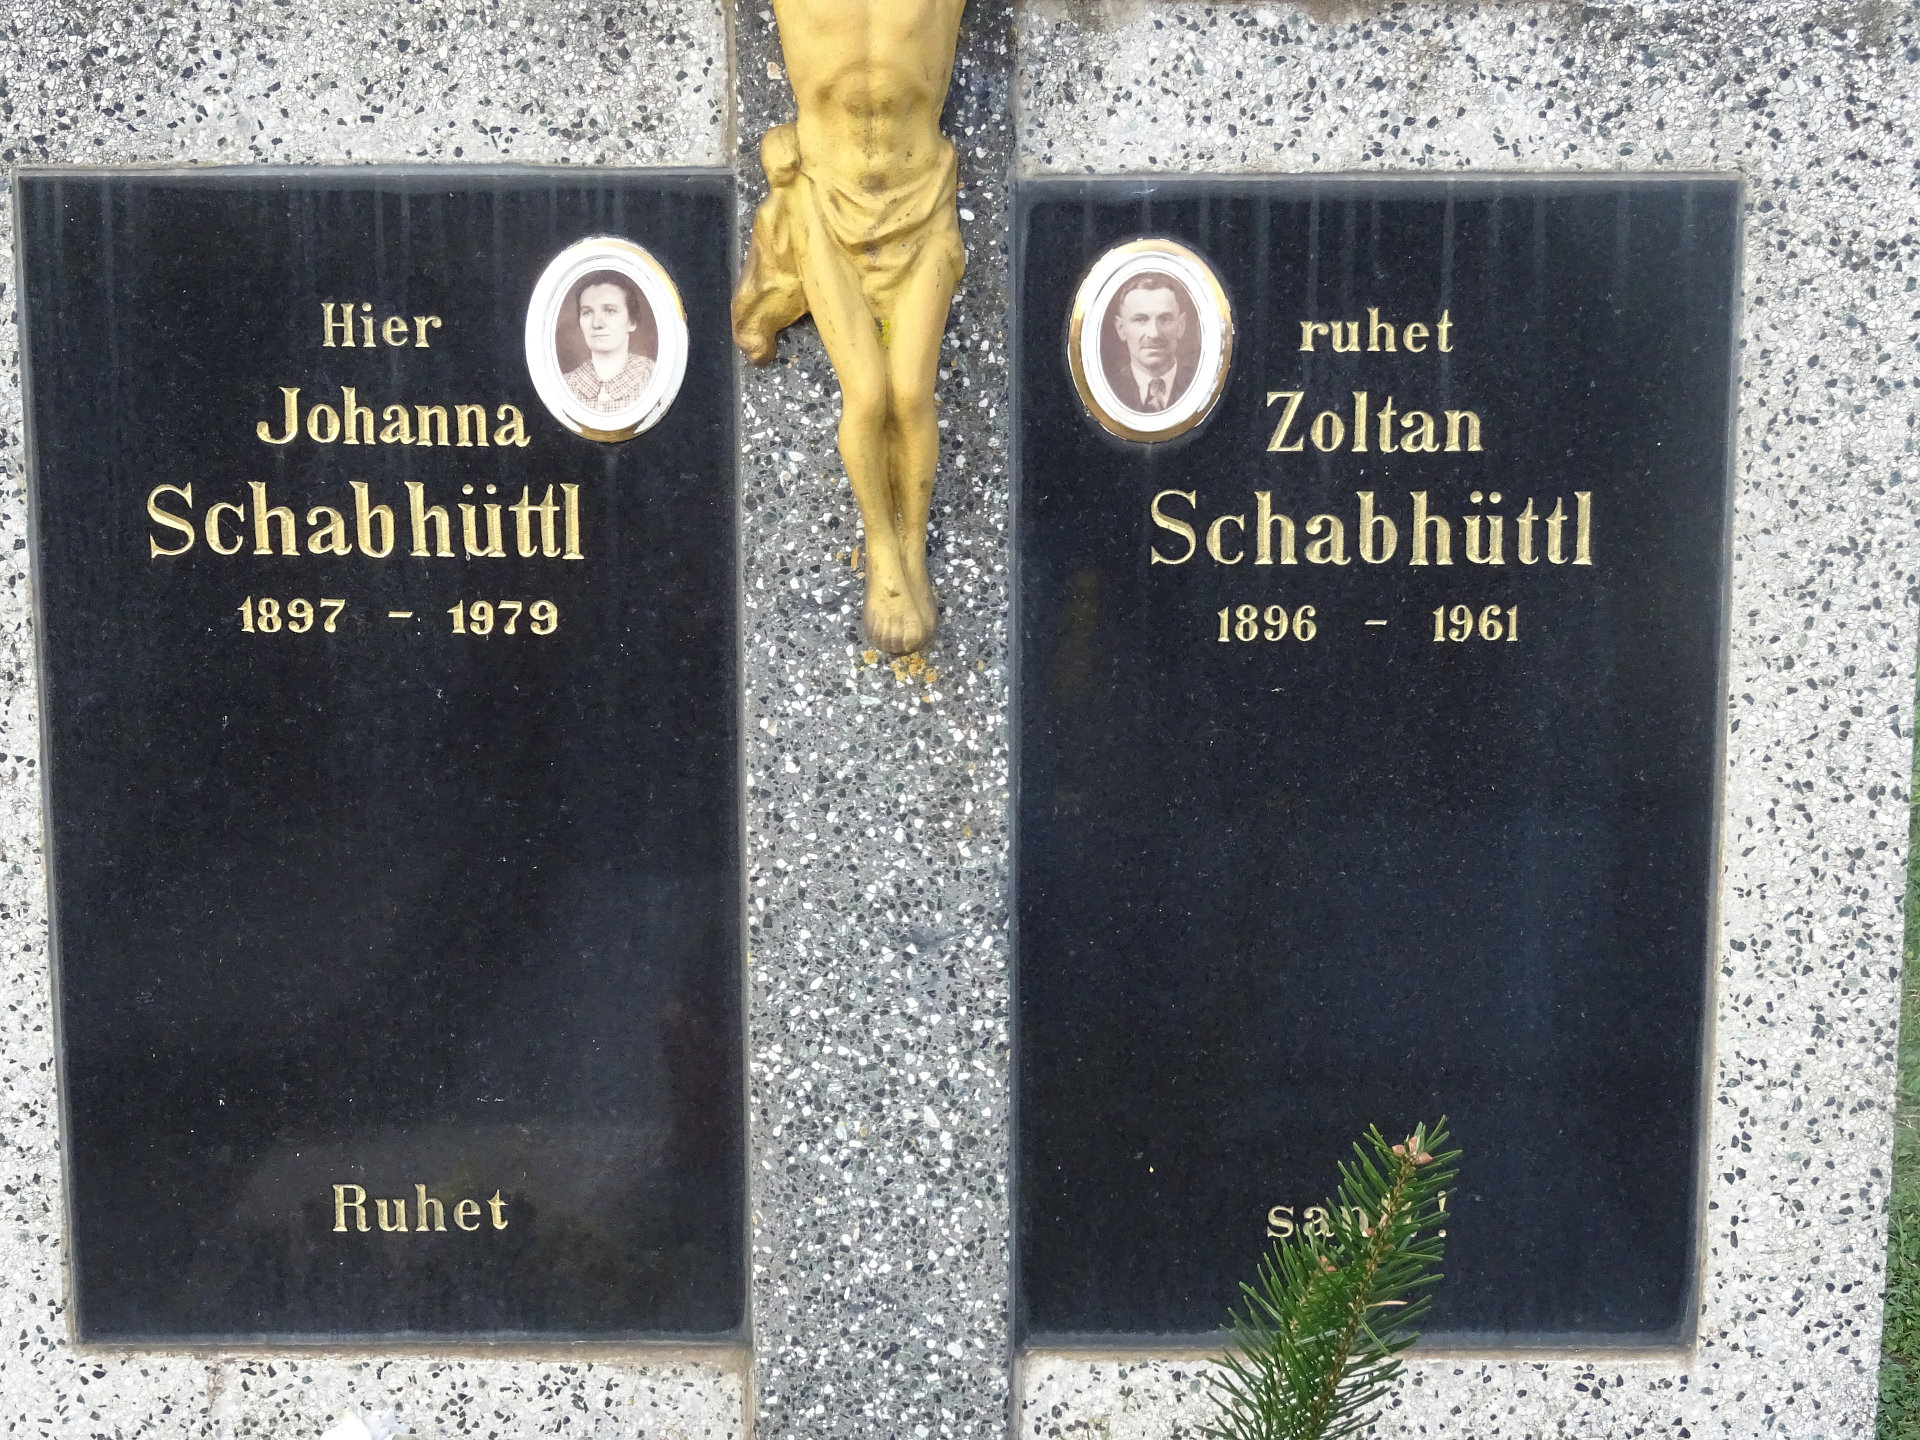 Hier
Johanna
Schabhüttl
1897 - 1979
Ruhet
ruhet
Zoltan
Schabhüttl
1896 - 1961